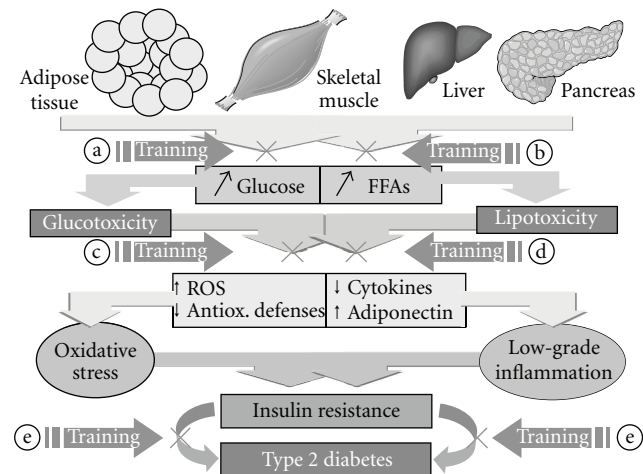 Adipose
tissue
Skeletal
muscle
Liver
Pancreas
a Training
Training b
↗ Glucose ↗ FFAs
Glucotoxicity
Lipotoxicity
c Training
Training d
↑ ROS
↓ Antiox. defenses
↓ Cytokines
↑ Adiponectin
Oxidative
stress
Low-grade
inflammation
Insulin resistance
e Training
Training e
Type 2 diabetes